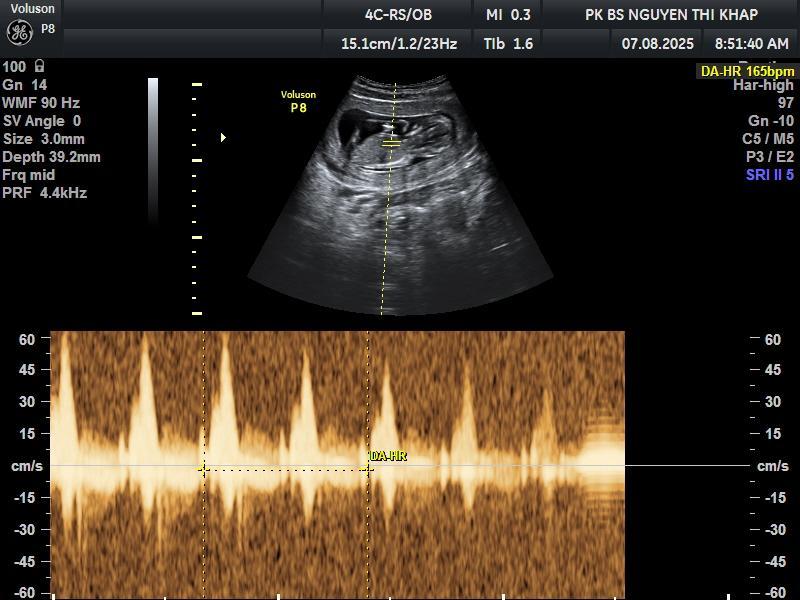 Voluson
P8
4C-RS/OB
MI 0.3
PK BS NGUYEN THI KHAP
15.1cm/1.2/23Hz
TIb 1.6
07.08.2025
8:51:40 AM
100
Gn 14
WMF 90 Hz
SV Angle 0
Size 3.0mm
Depth 39.2mm
Frq mid
PRF 4.4kHz
Voluson
P8
DA-HR 165bpm
Har-high
97
Gn -10
C5 / M5
P3 / E2
SRI II 5
60
45
30
15
cm/s
-15
-30
-45
-60
DA-HR
60
45
30
15
cm/s
-15
-30
-45
-60